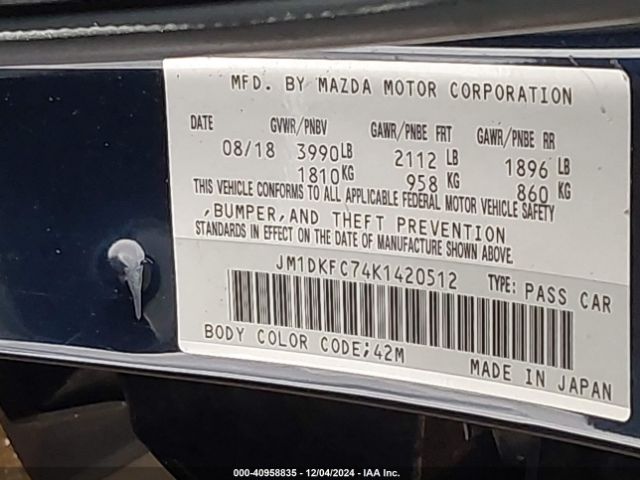 MFD. BY MAZDA MOTOR CORPORATION
DATE GVWR/PNBV GAWR/PNBE FRT GAWR/PNBE RR
08/18 3990LB 2112 LB 1896 LB
1810KG 958 KG 860 KG
THIS VEHICLE CONFORMS TO ALL APPLICABLE FEDERAL MOTOR VEHICLE SAFETY
,BUMPER,AND THEFT PREVENTION
STANDARDS IN EFFECT ON THE DATE OF MANUFACTURE SHOWN ABOVE.
JM1DKFC74K1420512 TYPE: PASS CAR
BODY COLOR CODE;42M
MADE IN JAPAN
000-40958835 - 12/04/2024 - IAA Inc.